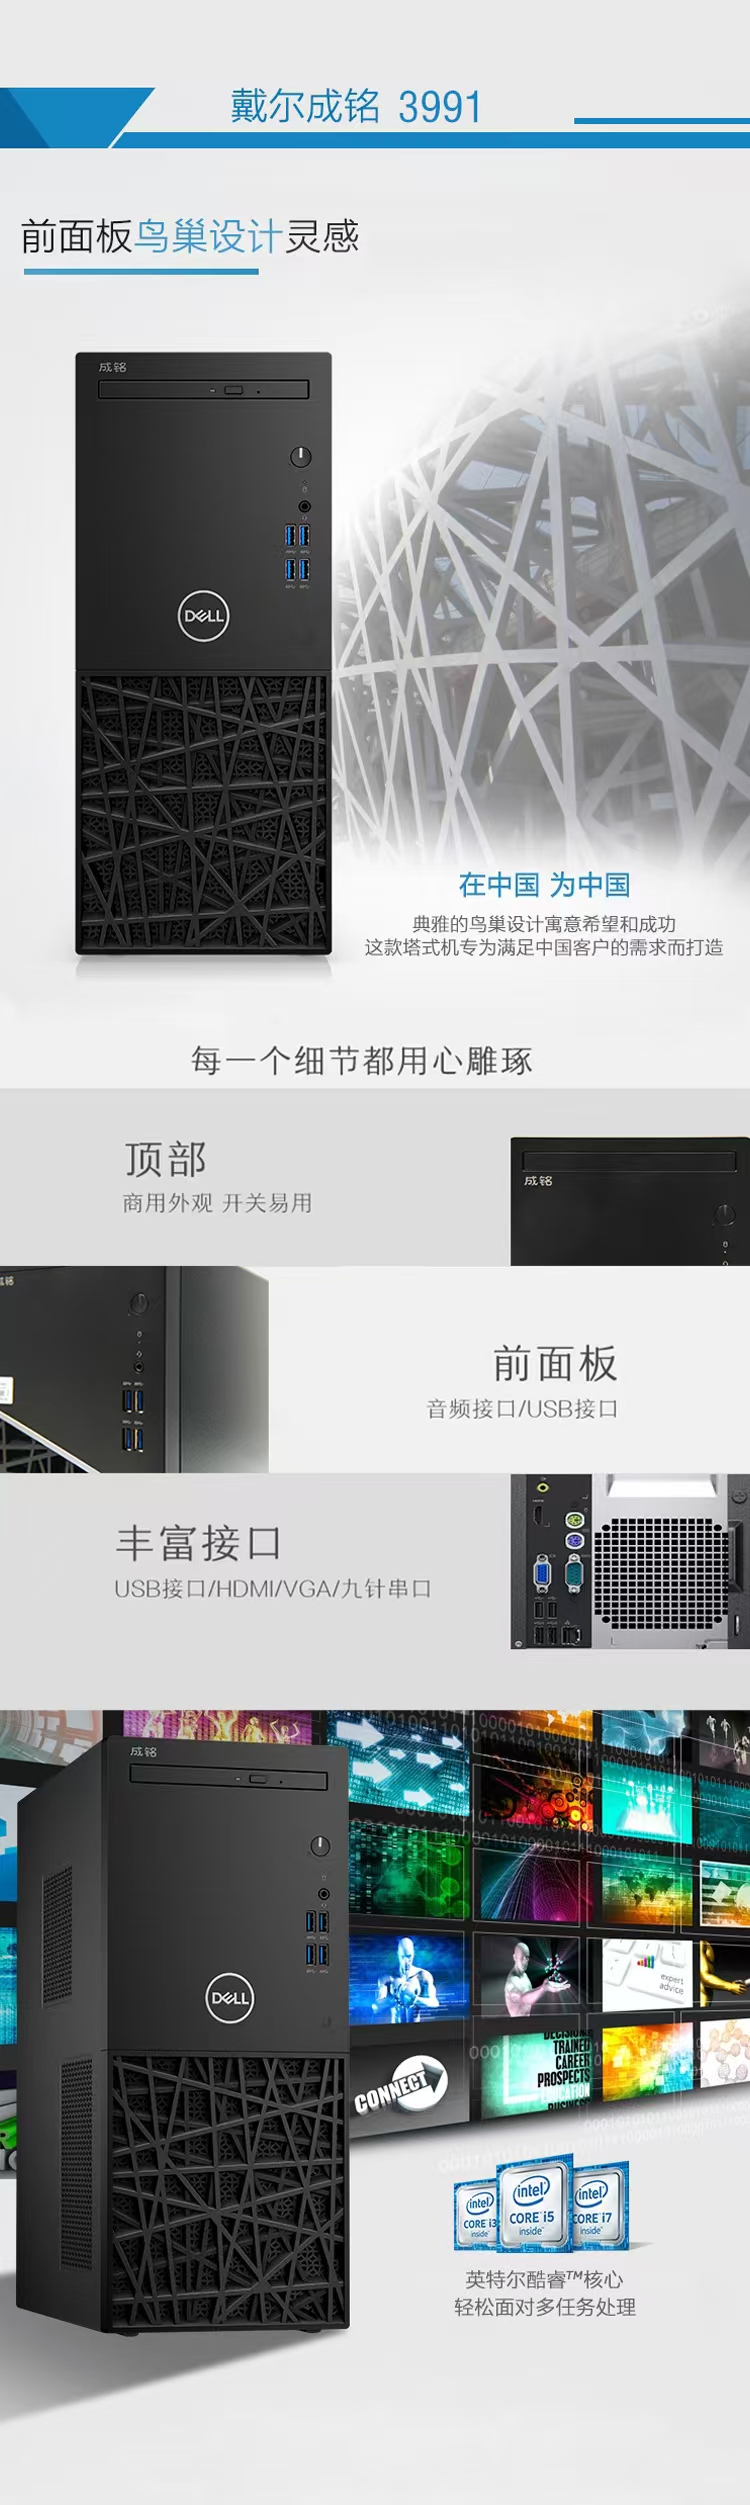 戴尔成铭 3991
前面板鸟巢设计灵感
成铭
DELL
在中国 为中国
典雅的鸟巢设计寓意希望和成功
这款塔式机专为满足中国客户的需求而打造
每一个细节都用心雕琢
顶部
商用外观 开关易用
成铭
前面板
音频接口/USB接口
丰富接口
USB接口/HDMI/VGA/九针串口
成铭
DELL
expert
advice
CONNECT
TRAINED
CAREER
PROSPECTS
intel
CORE i3
inside
intel
CORE i5
inside
intel
CORE i7
inside
英特尔酷睿™核心
轻松面对多任务处理